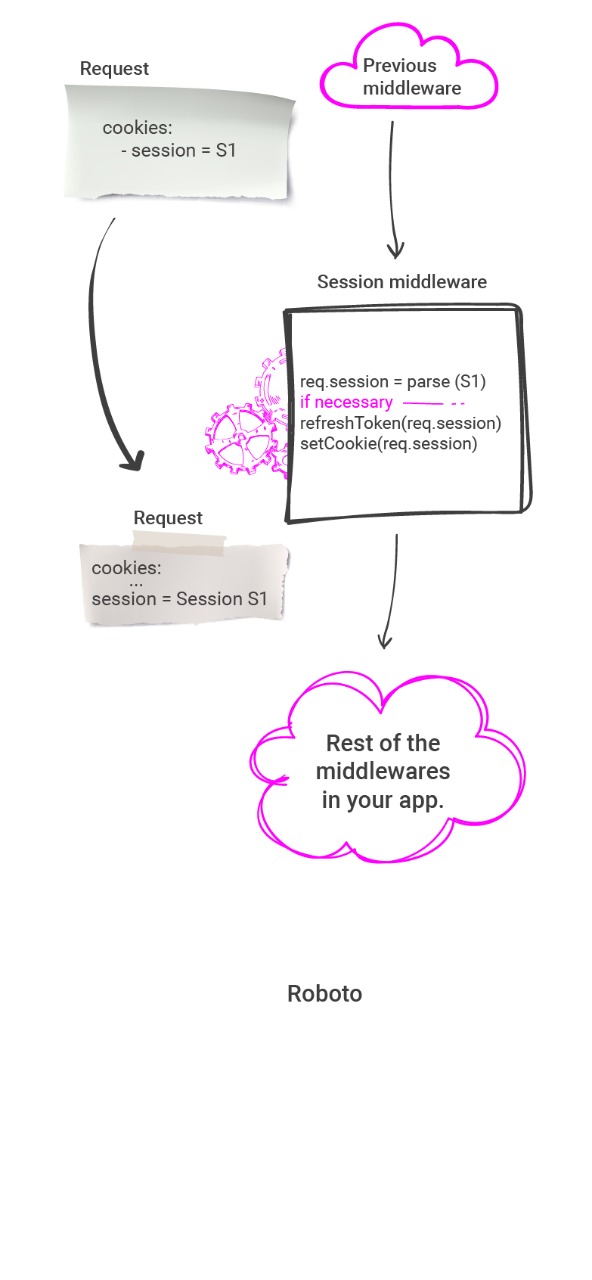 Request
cookies:
- session = S1
Previous
middleware
Session middleware
req.session = parse (S1)
if necessary
refreshToken(req.session)
setCookie(req.session)
Request
cookies:
...
session = Session S1
Rest of the
middlewares
in your app.
Roboto